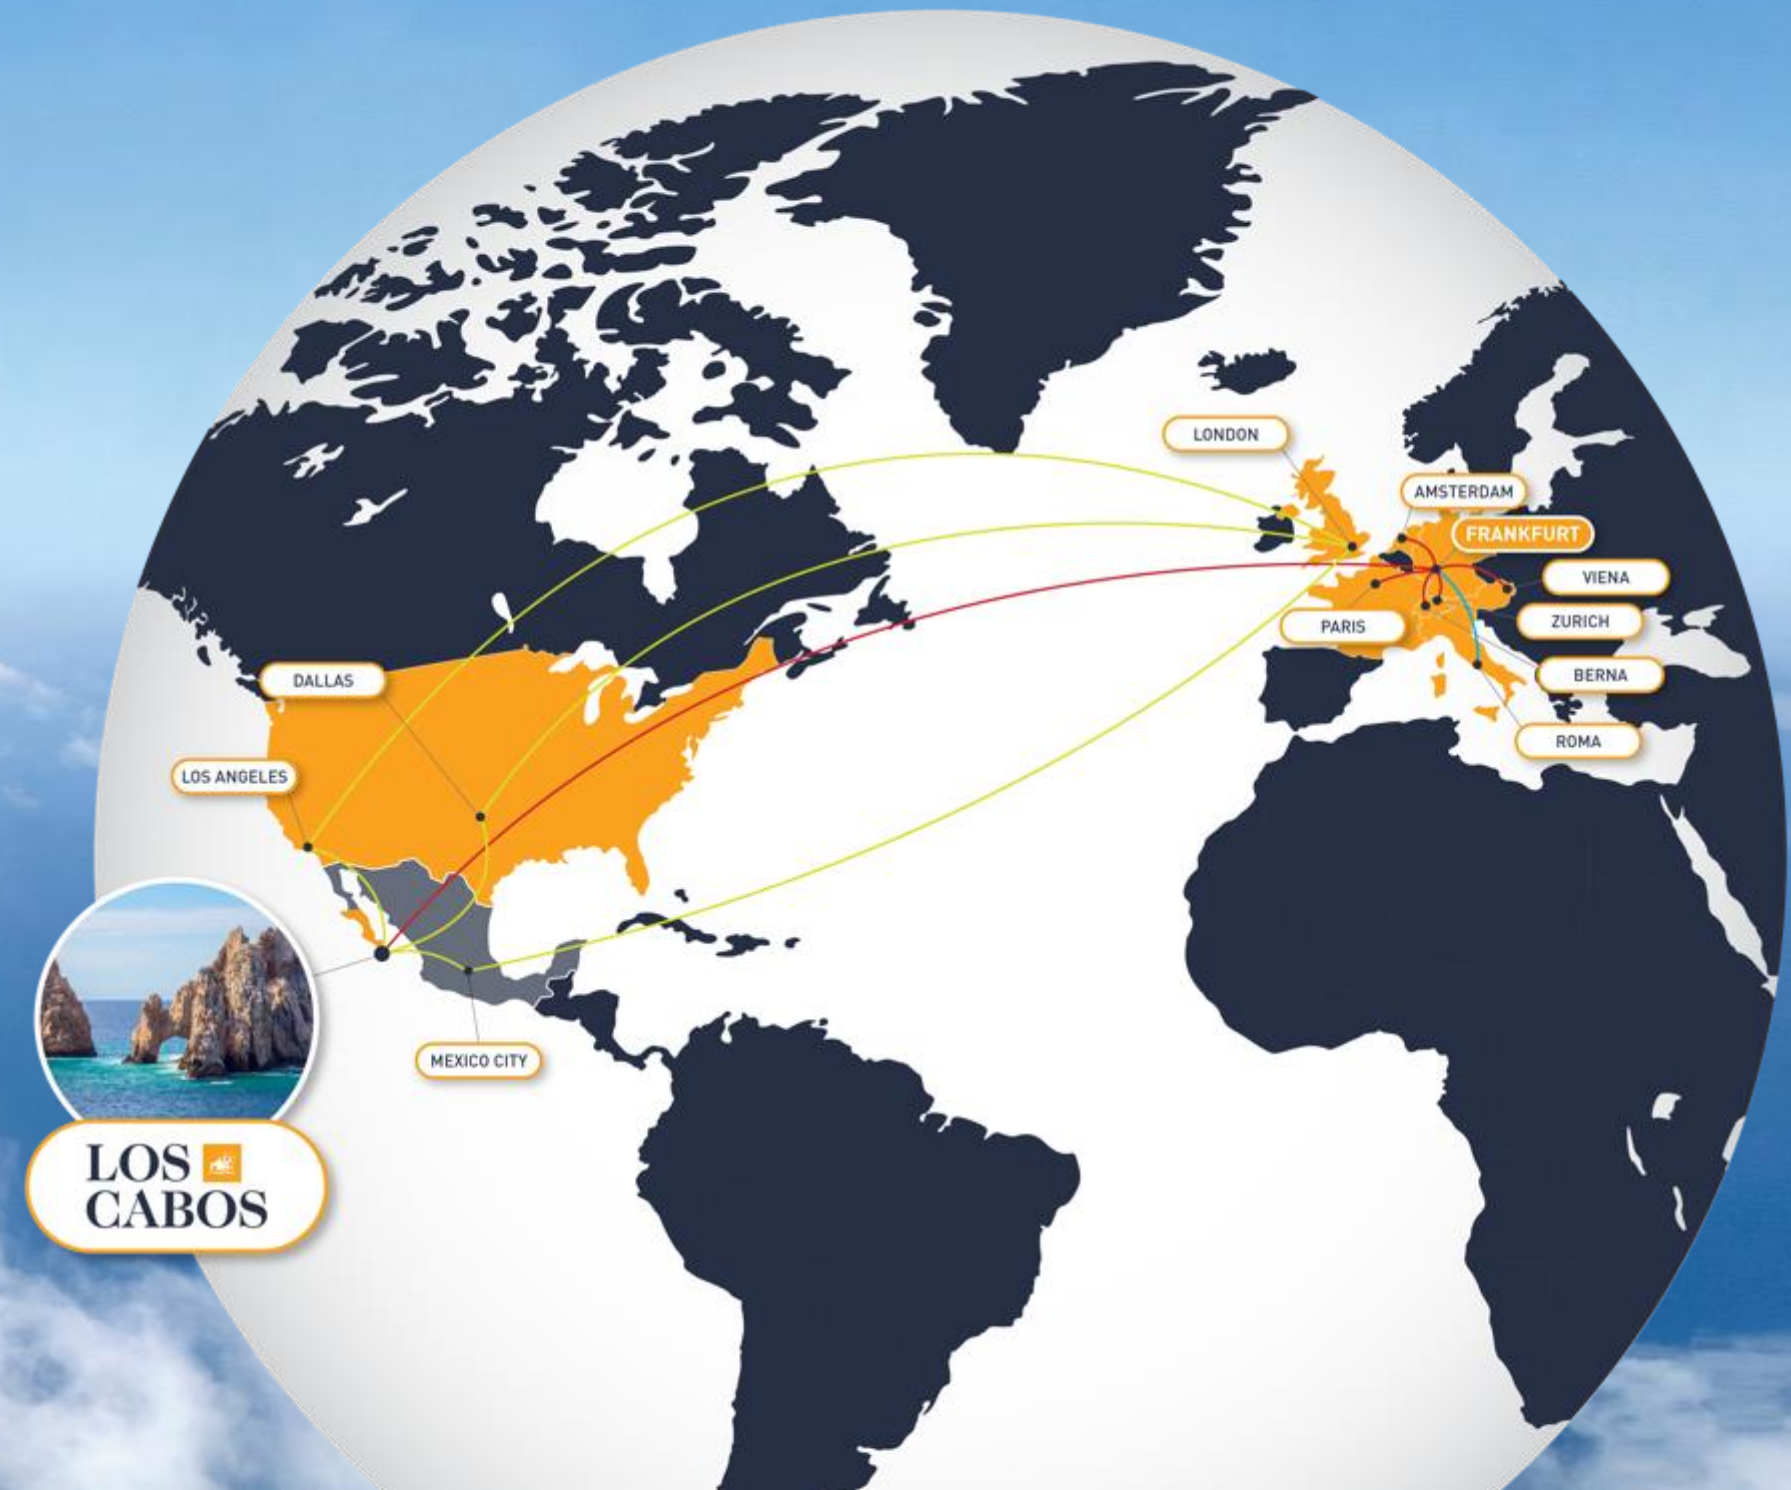 LONDON
AMSTERDAM
FRANKFURT
VIENA
ZURICH
PARIS
BERNA
ROMA
DALLAS
LOS ANGELES
MEXICO CITY
LOS
CABOS